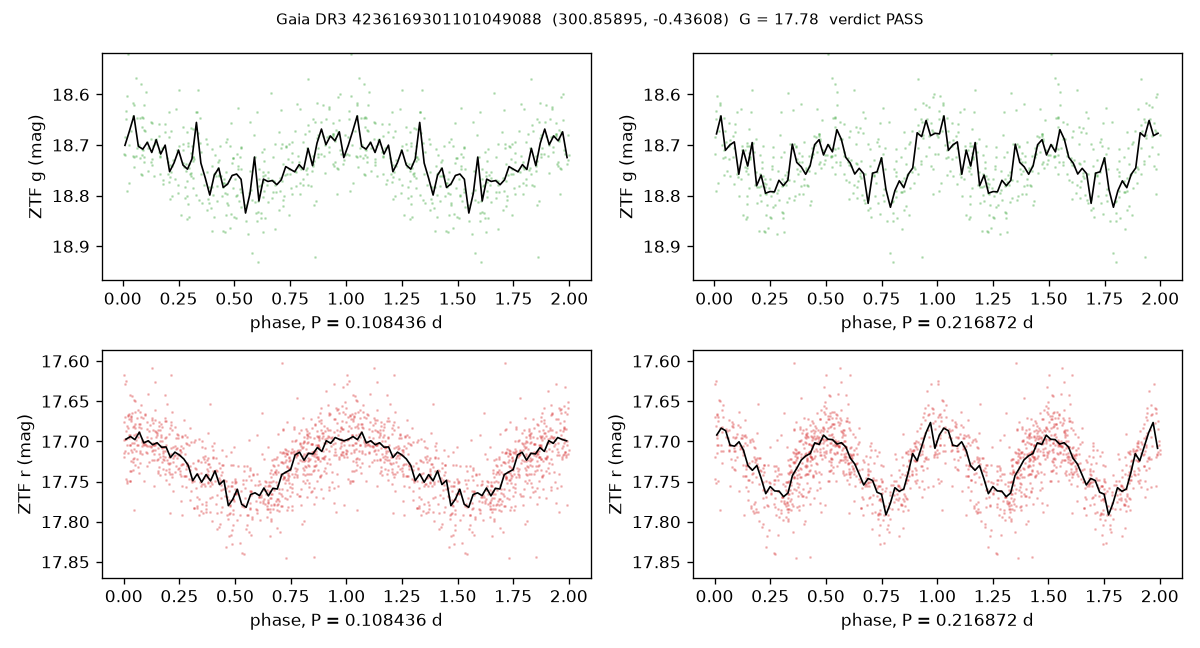 Gaia DR3 4236169301101049088 (300.85895, -0.43608) G = 17.78 verdict PASS
ZTF g (mag)
18.6
18.7
18.8
18.9
0.00 0.25 0.50 0.75 1.00 1.25 1.50 1.75 2.00
phase, P = 0.108436 d
ZTF g (mag)
18.6
18.7
18.8
18.9
0.00 0.25 0.50 0.75 1.00 1.25 1.50 1.75 2.00
phase, P = 0.216872 d
ZTF r (mag)
17.60
17.65
17.70
17.75
17.80
17.85
0.00 0.25 0.50 0.75 1.00 1.25 1.50 1.75 2.00
phase, P = 0.108436 d
ZTF r (mag)
17.60
17.65
17.70
17.75
17.80
17.85
0.00 0.25 0.50 0.75 1.00 1.25 1.50 1.75 2.00
phase, P = 0.216872 d